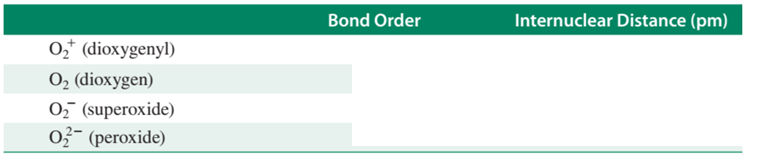 Bond Order Internuclear Distance (pm)
O₂⁺ (dioxygenyl)
O₂ (dioxygen)
O₂⁻ (superoxide)
O₂²⁻ (peroxide)